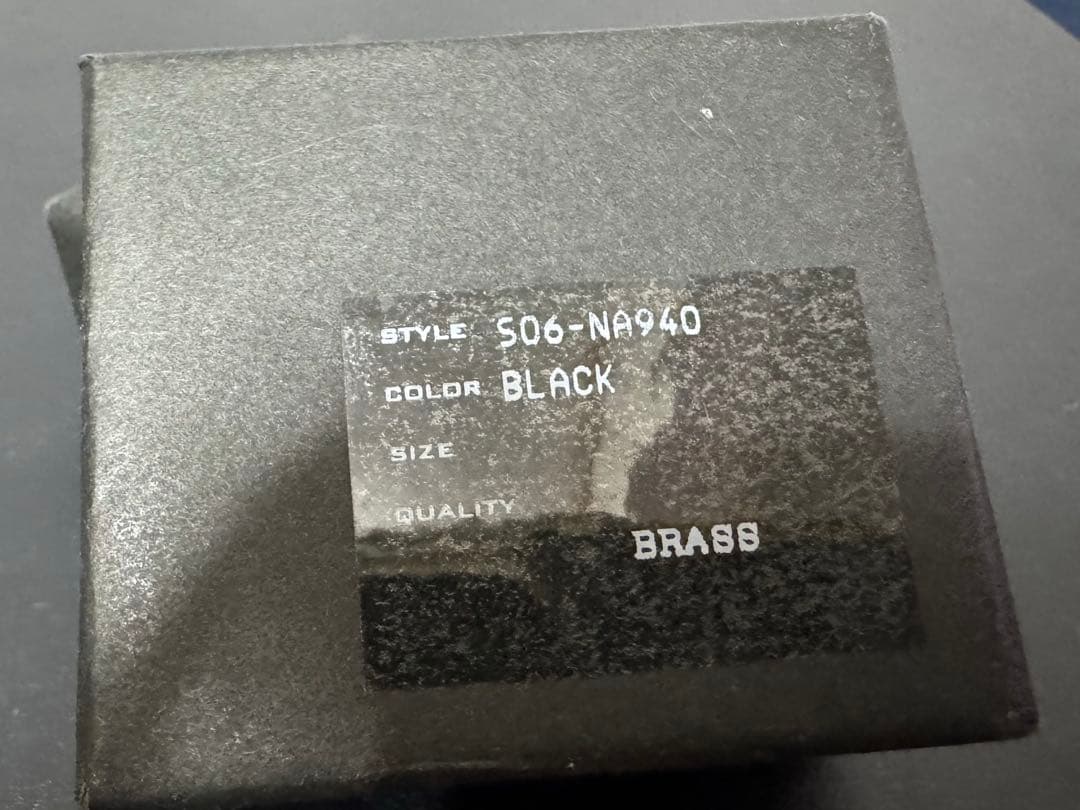 STYLE S06-NA940
COLOR BLACK
SIZE
QUALITY
BRASS